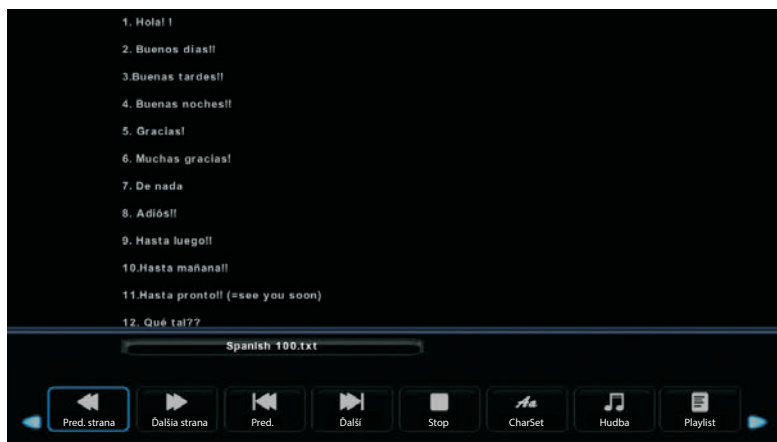 1. Hola! !
2. Buenos días!!
3.Buenas tardes!!
4. Buenas noches!!
5. Gracias!
6. Muchas gracias!
7. De nada
8. Adiós!!
9. Hasta luego!!
10.Hasta mañana!!
11.Hasta pronto!! (=see you soon)
12. Qué tal??
Spanish 100.txt
Pred. strana Ďalšia strana Pred. Ďalší Stop Aa CharSet Hudba Playlist